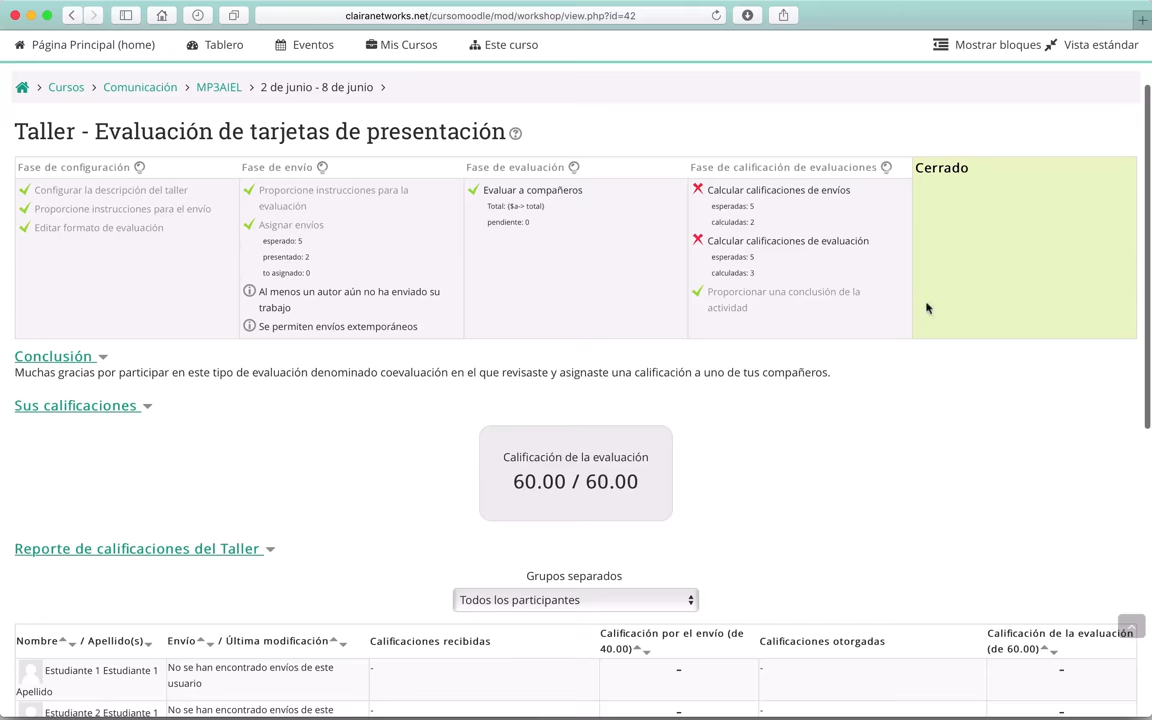 clairanetworks.net/cursomoodle/mod/workshop/view.php?id=42
Página Principal (home) Tablero Eventos Mis Cursos Este curso Mostrar bloques Vista estándar
Cursos > Comunicación > MP3AIEL > 2 de junio - 8 de junio >
Taller - Evaluación de tarjetas de presentación
Fase de configuración
Configurar la descripción del taller
Proporcione instrucciones para el envío
Editar formato de evaluación
Fase de envío
Proporcione instrucciones para la
evaluación
Asignar envíos
esperado: 5
presentado: 2
to asignado: 0
Al menos un autor aún no ha enviado su
trabajo
Se permiten envíos extemporáneos
Fase de evaluación
Evaluar a compañeros
Total: ($a-> total)
pendiente: 0
Fase de calificación de evaluaciones
Calcular calificaciones de envíos
esperadas: 5
calculadas: 2
Calcular calificaciones de evaluación
esperadas: 5
calculadas: 3
Proporcionar una conclusión de la
actividad
Cerrado
Conclusión
Muchas gracias por participar en este tipo de evaluación denominado coevaluación en el que revisaste y asignaste una calificación a uno de tus compañeros.
Sus calificaciones
Calificación de la evaluación
60.00 / 60.00
Reporte de calificaciones del Taller
Grupos separados
Todos los participantes
Nombre / Apellido(s)
Envío / Última modificación
Calificaciones recibidas
Calificación por el envío (de
40.00)
Calificaciones otorgadas
Calificación de la evaluación
(de 60.00)
Estudiante 1 Estudiante 1
Apellido
No se han encontrado envíos de este
usuario
-
-
-
-
Estudiante 2 Estudiante 1
No se han encontrado envíos de este
-
-
-
-